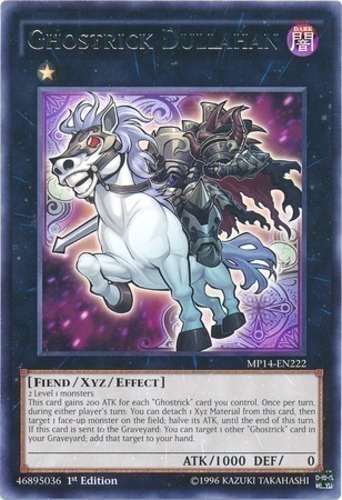 GHOSTRICK DULLAHAN
DARK
闇
MP14-EN222
[FIEND/XYZ/EFFECT]
2 Level 1 monsters
This card gains 200 ATK for each "Ghostrick" card you control. Once per turn,
during either player's turn: You can detach 1 Xyz Material from this card, then
target 1 face-up monster on the field; halve its ATK, until the end of this turn.
If this card is sent to the Graveyard: You can target 1 other "Ghostrick" card in
your Graveyard; add that target to your hand.
ATK/1000 DEF/ 0
46895036 1st Edition ©1996 KAZUKI TAKAHASHI